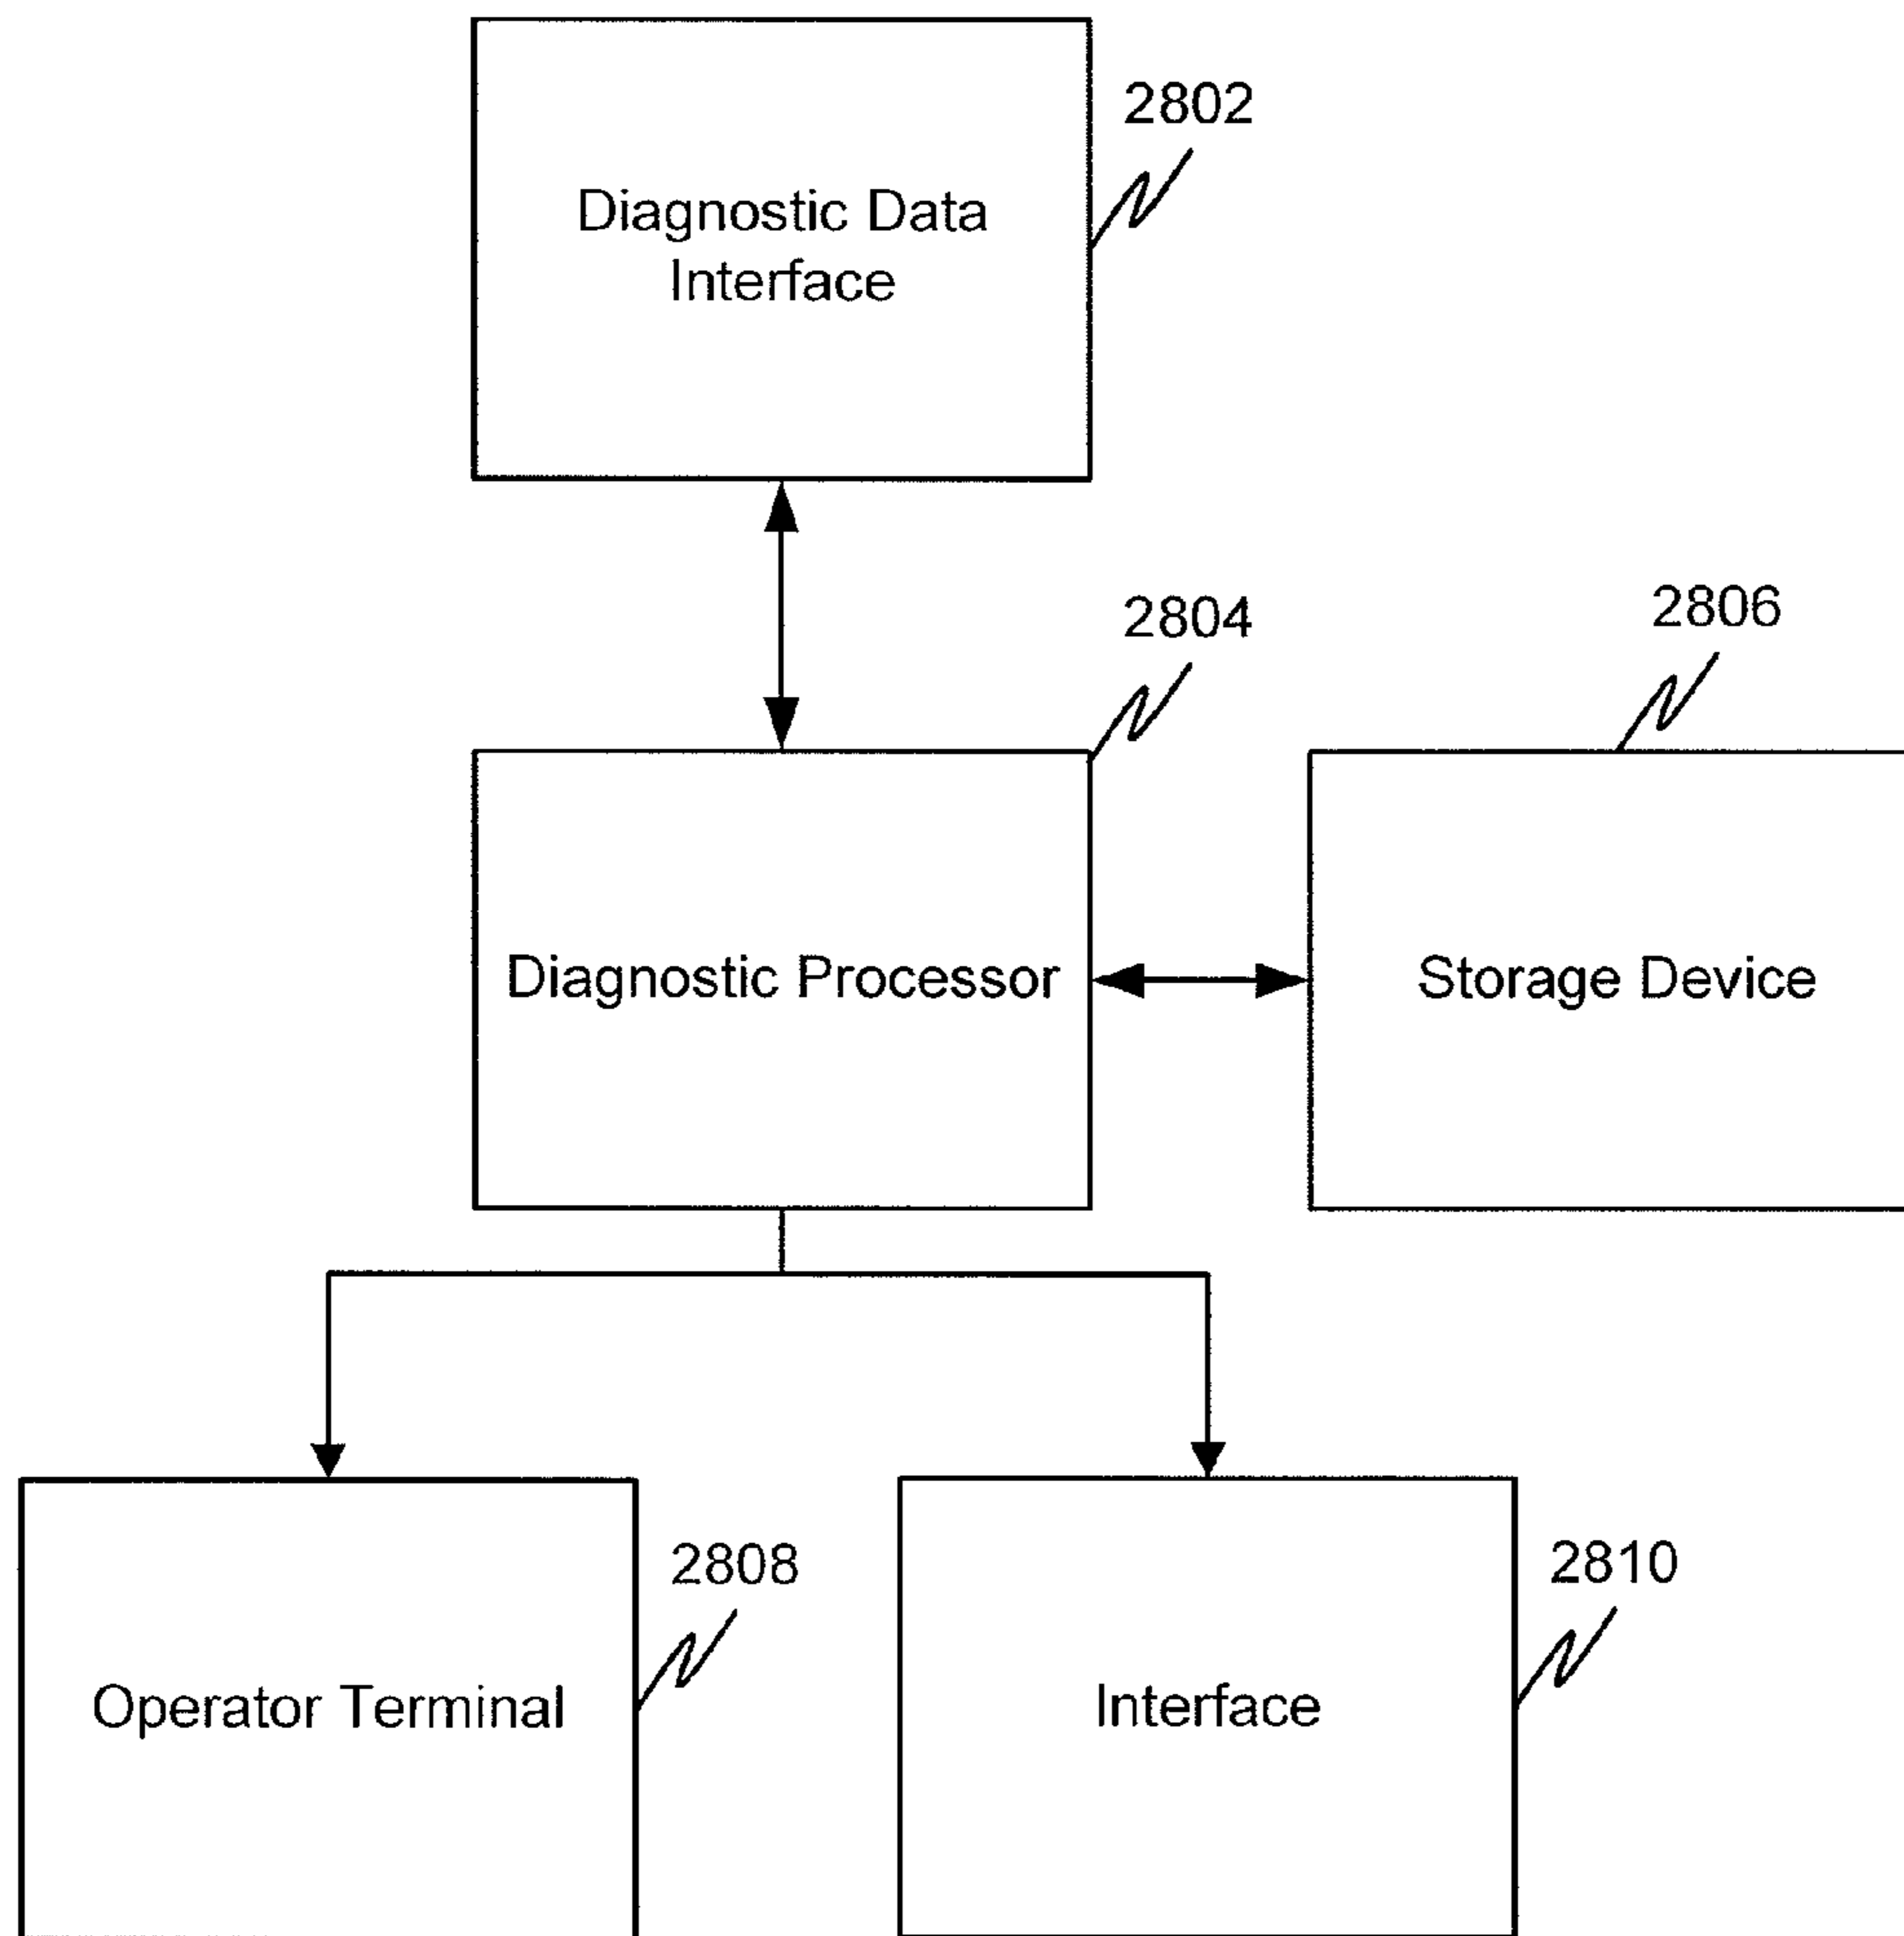 2802
Diagnostic Data
Interface
2804
2806
Diagnostic Processor
Storage Device
2808
2810
Operator Terminal
Interface